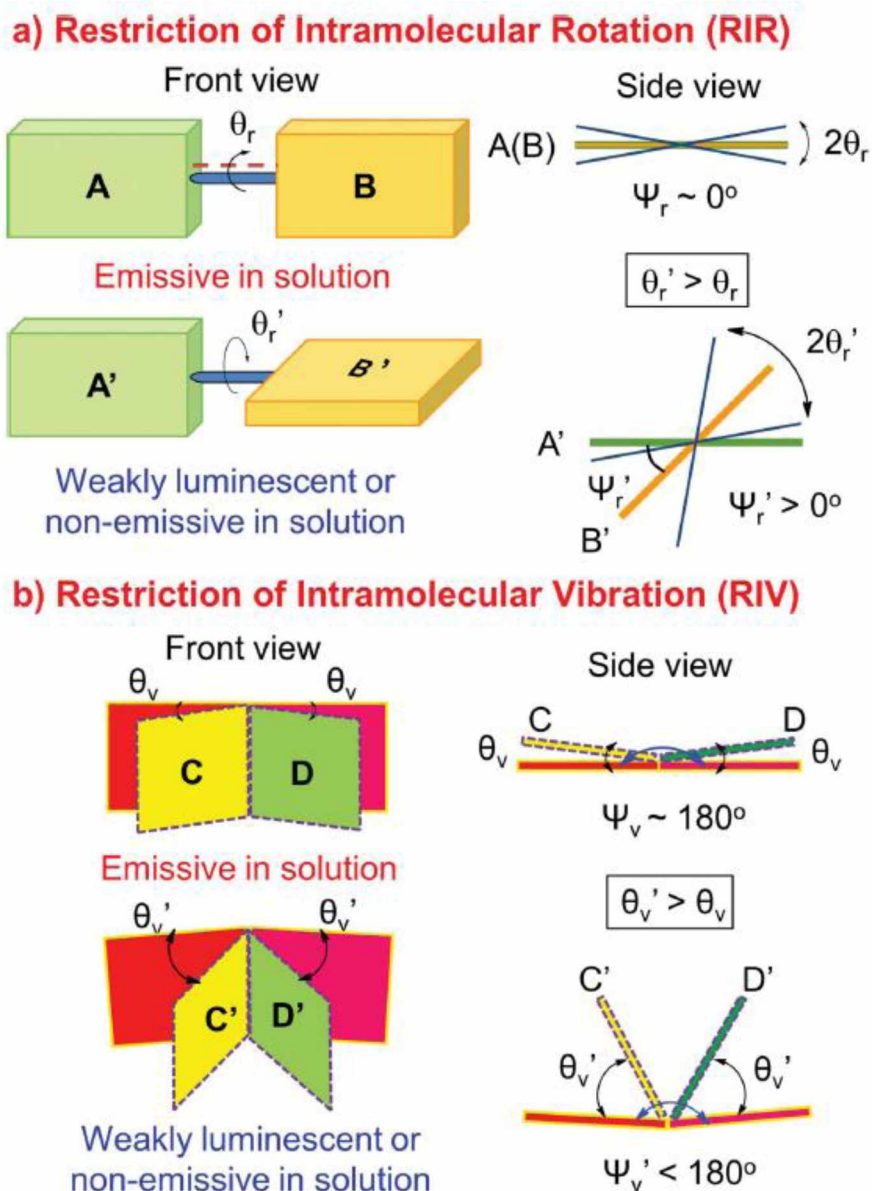 a) Restriction of Intramolecular Rotation (RIR)
Front view
Side view
θr
A
B
A(B)
2θr
Ψr ~ 0o
Emissive in solution
θr' > θr
θr'
A'
B'
2θr'
A'
Ψr'
Ψr' > 0o
B'
Weakly luminescent or
non-emissive in solution
b) Restriction of Intramolecular Vibration (RIV)
Front view
Side view
θv
θv
C
D
C
D
θv
θv
Ψv ~ 180o
Emissive in solution
θv' > θv
θv'
θv'
C'
D'
C'
D'
θv'
θv'
Weakly luminescent or
non-emissive in solution
Ψv' < 180o